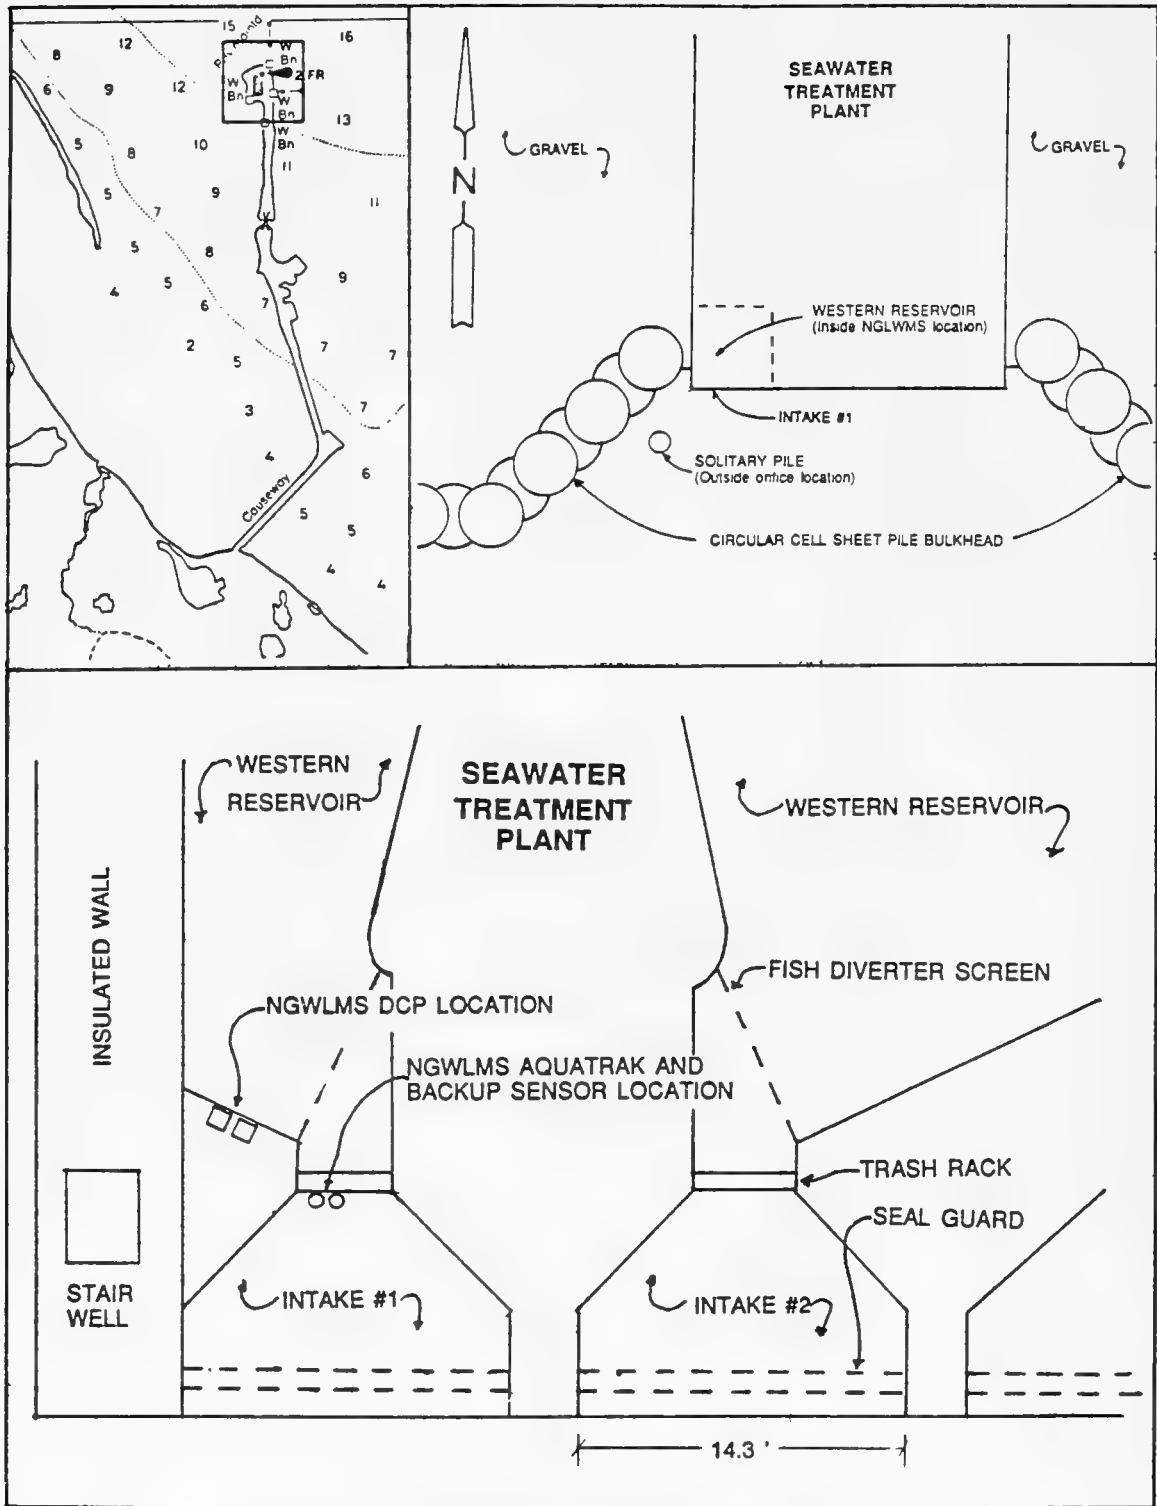 15
16
12
8
W
Bn
2 FR
6
9
12
W
Bn
W
Bn
13
W
Bn
5
8
10
11
5
9
7
11
5
8
5
9
4
6
7
2
5
7
7
3
7
4
6
Causeway
5
5
4
4
N
SEAWATER
TREATMENT
PLANT
GRAVEL
GRAVEL
WESTERN RESERVOIR
(Inside NGLWMS location)
INTAKE #1
SOLITARY PILE
(Outside orifice location)
CIRCULAR CELL SHEET PILE BULKHEAD
WESTERN
RESERVOIR
SEAWATER
TREATMENT
PLANT
WESTERN RESERVOIR
INSULATED WALL
FISH DIVERTER SCREEN
NGWLMS DCP LOCATION
NGWLMS AQUATRAK AND
BACKUP SENSOR LOCATION
TRASH RACK
SEAL GUARD
STAIR
WELL
INTAKE #1
INTAKE #2
14.3 '